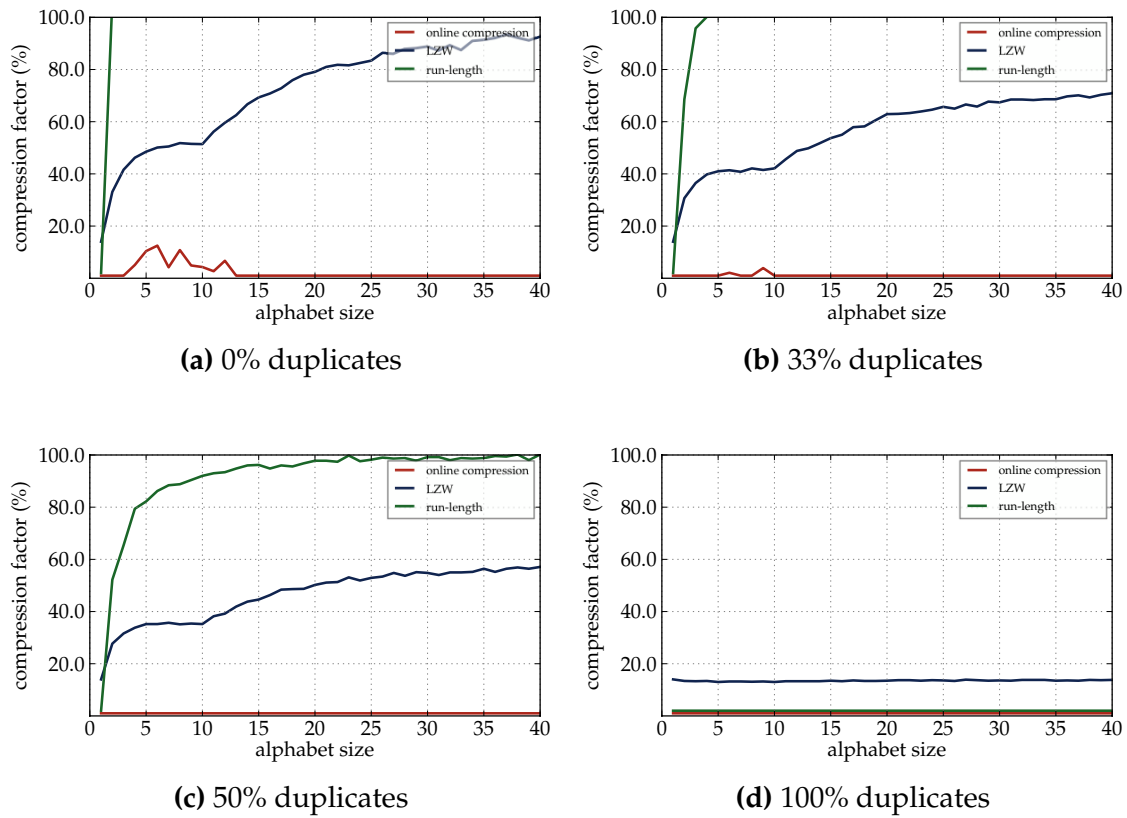 100.0
80.0
60.0
40.0
20.0
compression factor (%)
online compression
LZW
run-length
0 5 10 15 20 25 30 35 40
alphabet size
(a) 0% duplicates
100.0
80.0
60.0
40.0
20.0
compression factor (%)
online compression
LZW
run-length
0 5 10 15 20 25 30 35 40
alphabet size
(b) 33% duplicates
100.0
80.0
60.0
40.0
20.0
compression factor (%)
online compression
LZW
run-length
0 5 10 15 20 25 30 35 40
alphabet size
(c) 50% duplicates
100.0
80.0
60.0
40.0
20.0
compression factor (%)
online compression
LZW
run-length
0 5 10 15 20 25 30 35 40
alphabet size
(d) 100% duplicates